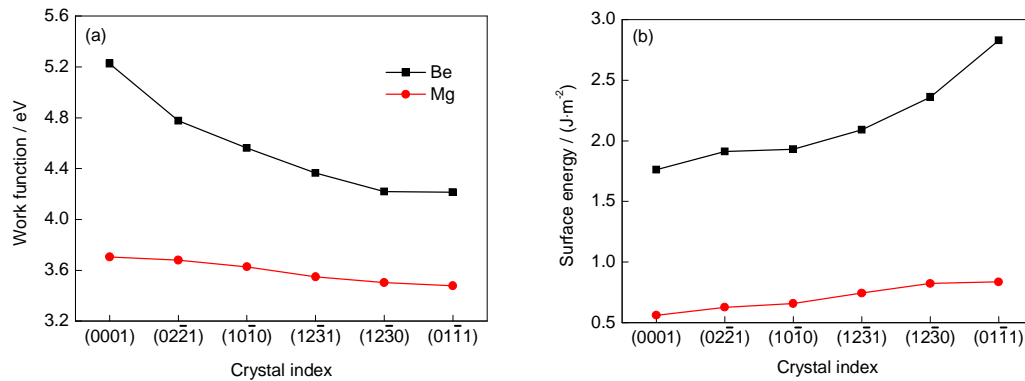 (a)
Work function / eV
5.6
5.2
4.8
4.4
4.0
3.6
3.2
Be
Mg
(0001) (022̄1) (101̄0) (123̄1) (123̄0) (011̄1)
Crystal index
(b)
Surface energy / (J·m⁻²)
3.0
2.5
2.0
1.5
1.0
0.5
(0001) (022̄1) (101̄0) (123̄1) (123̄0) (011̄1)
Crystal index